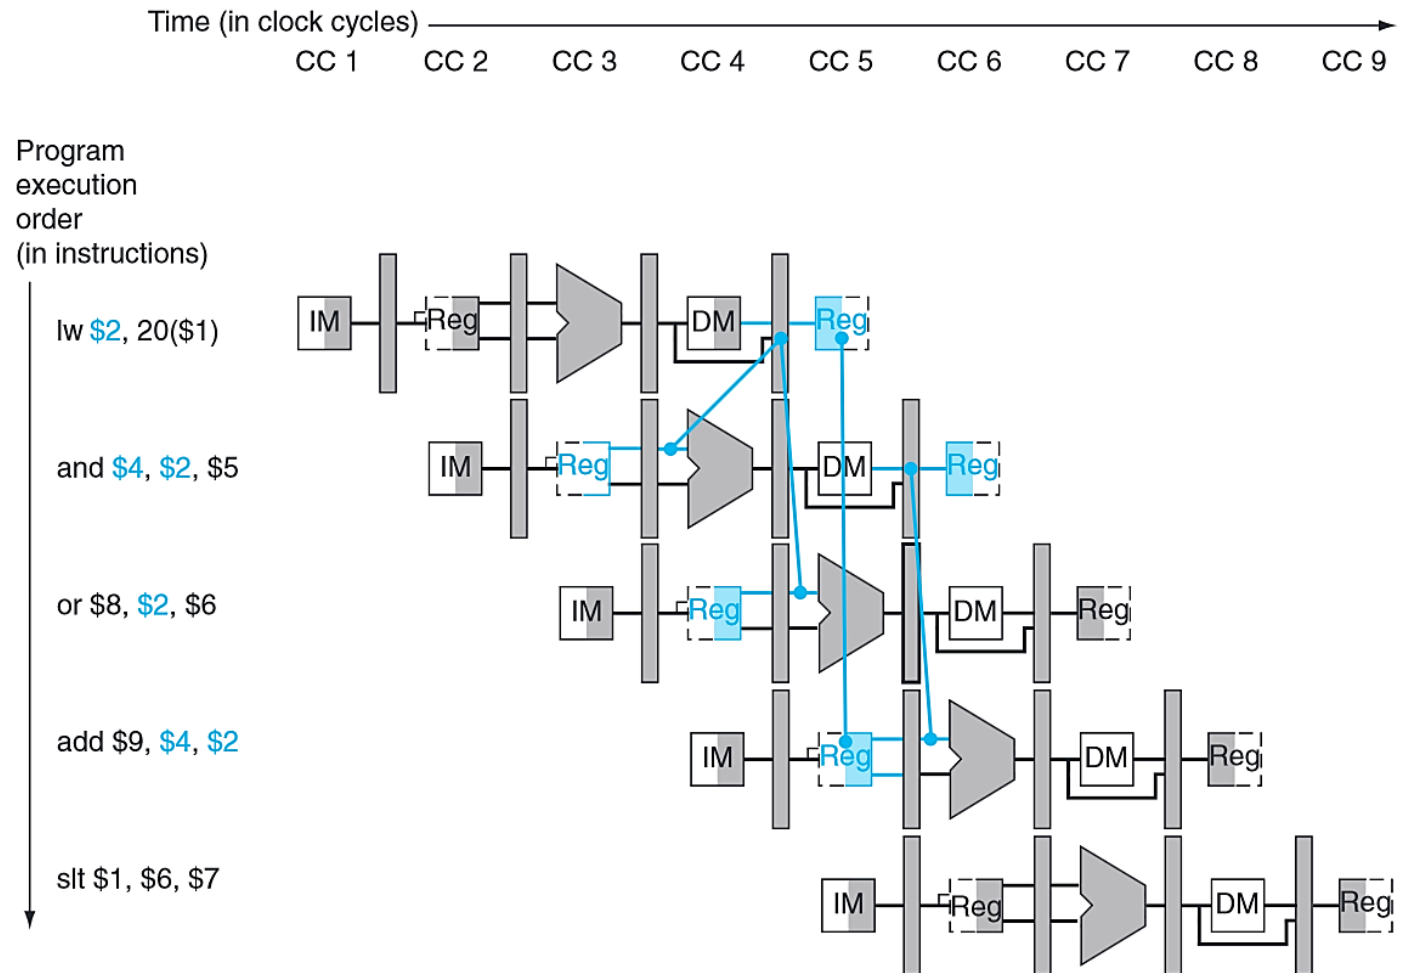 Time (in clock cycles)
CC 1 CC 2 CC 3 CC 4 CC 5 CC 6 CC 7 CC 8 CC 9
Program
execution
order
(in instructions)
lw $2, 20($1)
IM Reg DM Reg
and $4, $2, $5
IM Reg DM Reg
or $8, $2, $6
IM Reg DM Reg
add $9, $4, $2
IM Reg DM Reg
slt $1, $6, $7
IM Reg DM Reg